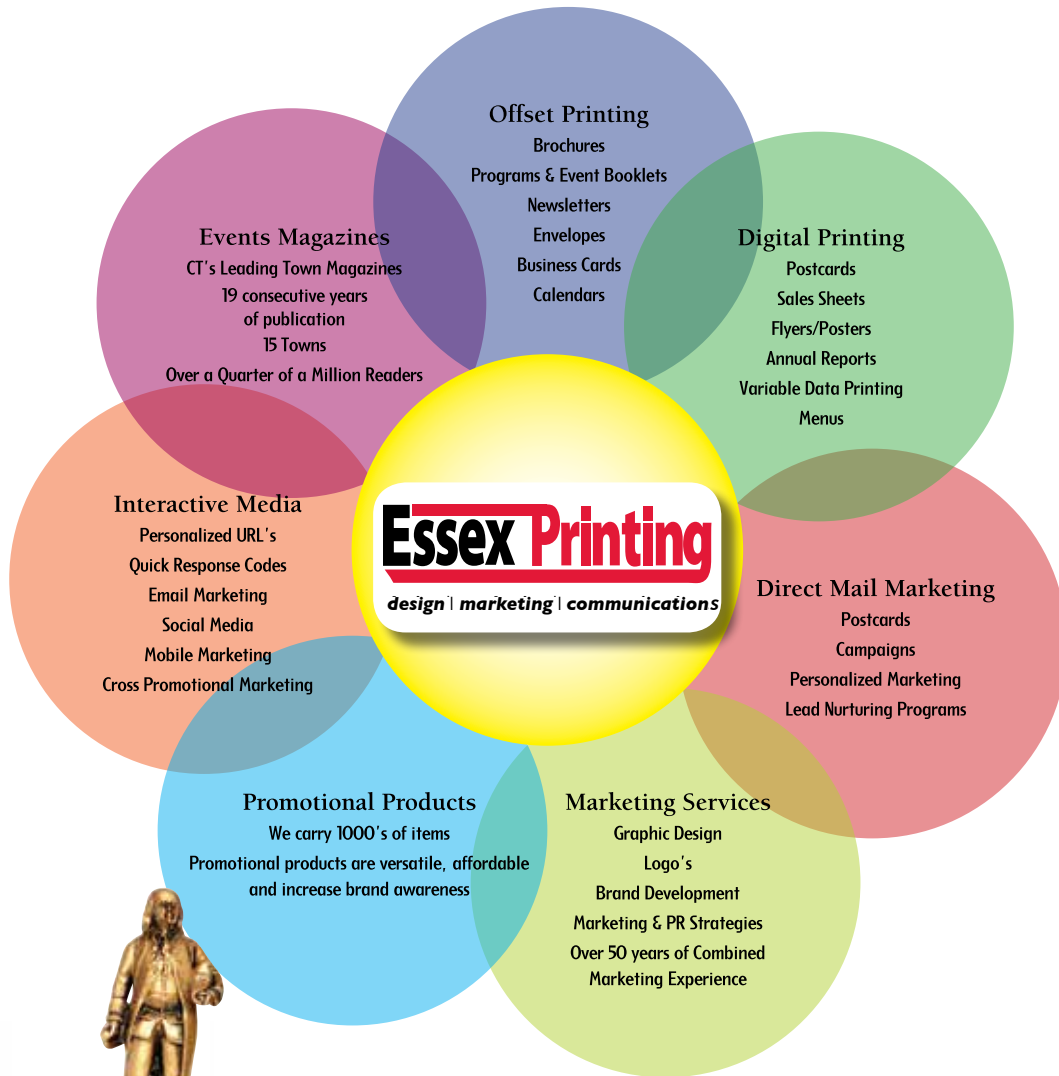 Offset Printing
Brochures
Programs & Event Booklets
Newsletters
Envelopes
Business Cards
Calendars
Digital Printing
Postcards
Sales Sheets
Flyers/Posters
Annual Reports
Variable Data Printing
Menus
Direct Mail Marketing
Postcards
Campaigns
Personalized Marketing
Lead Nurturing Programs
Marketing Services
Graphic Design
Logo's
Brand Development
Marketing & PR Strategies
Over 50 years of Combined
Marketing Experience
Promotional Products
We carry 1000's of items
Promotional products are versatile, affordable
and increase brand awareness
Interactive Media
Personalized URL's
Quick Response Codes
Email Marketing
Social Media
Mobile Marketing
Cross Promotional Marketing
Events Magazines
CT's Leading Town Magazines
19 consecutive years
of publication
15 Towns
Over a Quarter of a Million Readers
Essex Printing
design | marketing | communications